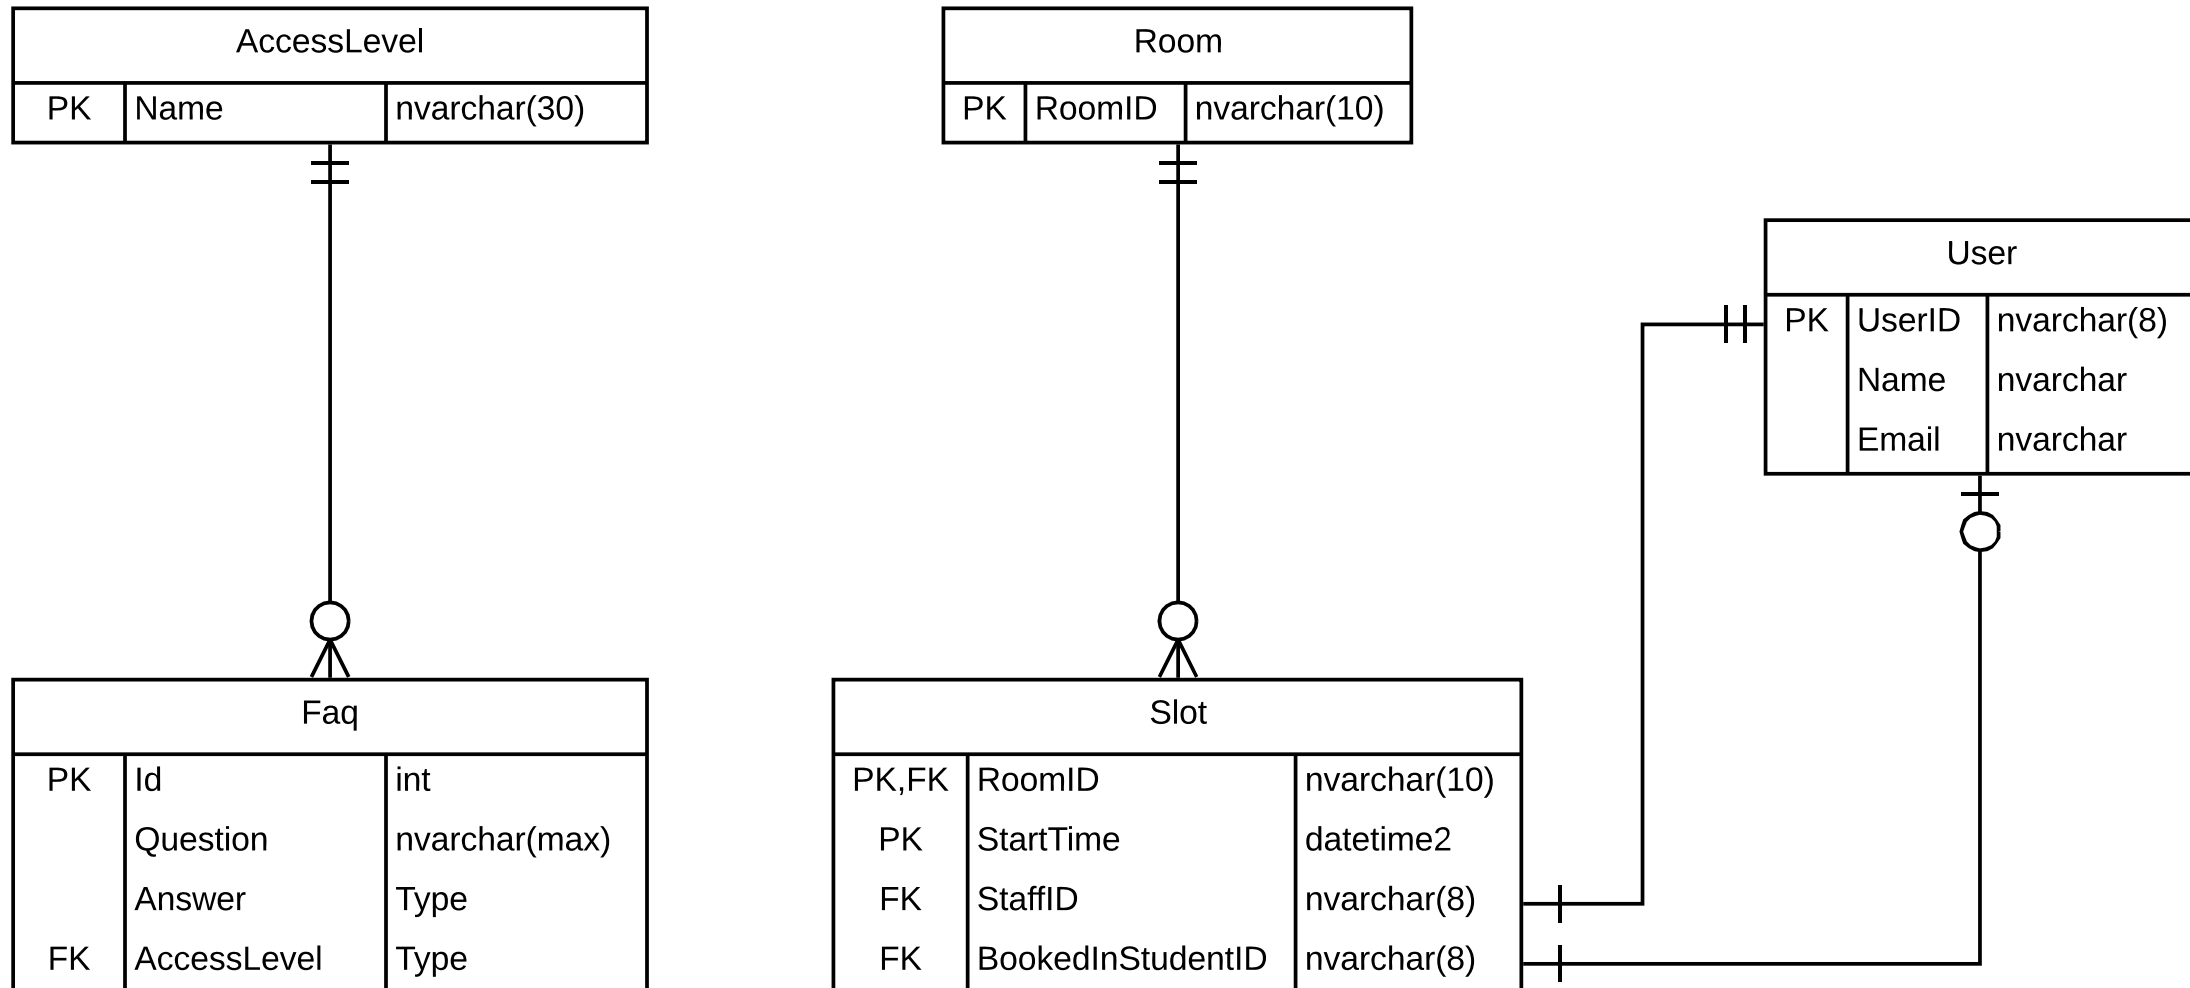 AccessLevel
PK Name nvarchar(30)
Room
PK RoomID nvarchar(10)
User
PK UserID nvarchar(8)
Name nvarchar
Email nvarchar
Faq
PK Id int
Question nvarchar(max)
Answer Type
FK AccessLevel Type
Slot
PK,FK RoomID nvarchar(10)
PK StartTime datetime2
FK StaffID nvarchar(8)
FK BookedInStudentID nvarchar(8)